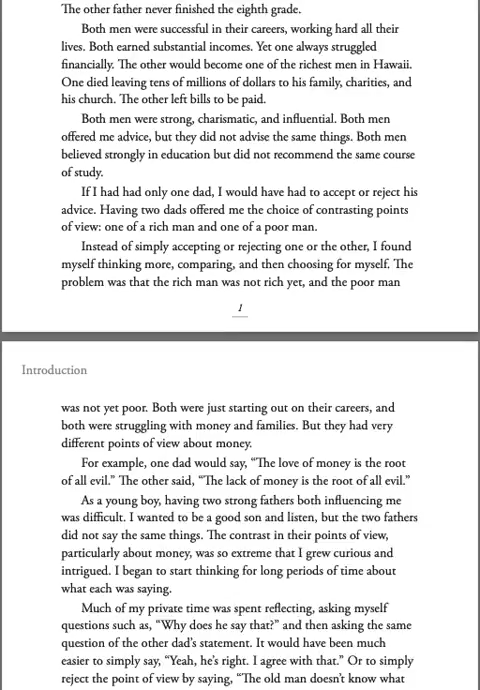 The other father never finished the eighth grade.
Both men were successful in their careers, working hard all their
lives. Both earned substantial incomes. Yet one always struggled
financially. The other would become one of the richest men in Hawaii.
One died leaving tens of millions of dollars to his family, charities, and
his church. The other left bills to be paid.
Both men were strong, charismatic, and influential. Both men
offered me advice, but they did not advise the same things. Both men
believed strongly in education but did not recommend the same course
of study.
If I had had only one dad, I would have had to accept or reject his
advice. Having two dads offered me the choice of contrasting points
of view: one of a rich man and one of a poor man.
Instead of simply accepting or rejecting one or the other, I found
myself thinking more, comparing, and then choosing for myself. The
problem was that the rich man was not rich yet, and the poor man
1
Introduction
was not yet poor. Both were just starting out on their careers, and
both were struggling with money and families. But they had very
different points of view about money.
For example, one dad would say, “The love of money is the root
of all evil.” The other said, “The lack of money is the root of all evil.”
As a young boy, having two strong fathers both influencing me
was difficult. I wanted to be a good son and listen, but the two fathers
did not say the same things. The contrast in their points of view,
particularly about money, was so extreme that I grew curious and
intrigued. I began to start thinking for long periods of time about
what each was saying.
Much of my private time was spent reflecting, asking myself
questions such as, “Why does he say that?” and then asking the same
question of the other dad’s statement. It would have been much
easier to simply say, “Yeah, he’s right. I agree with that.” Or to simply
reject the point of view by saying, “The old man doesn’t know what